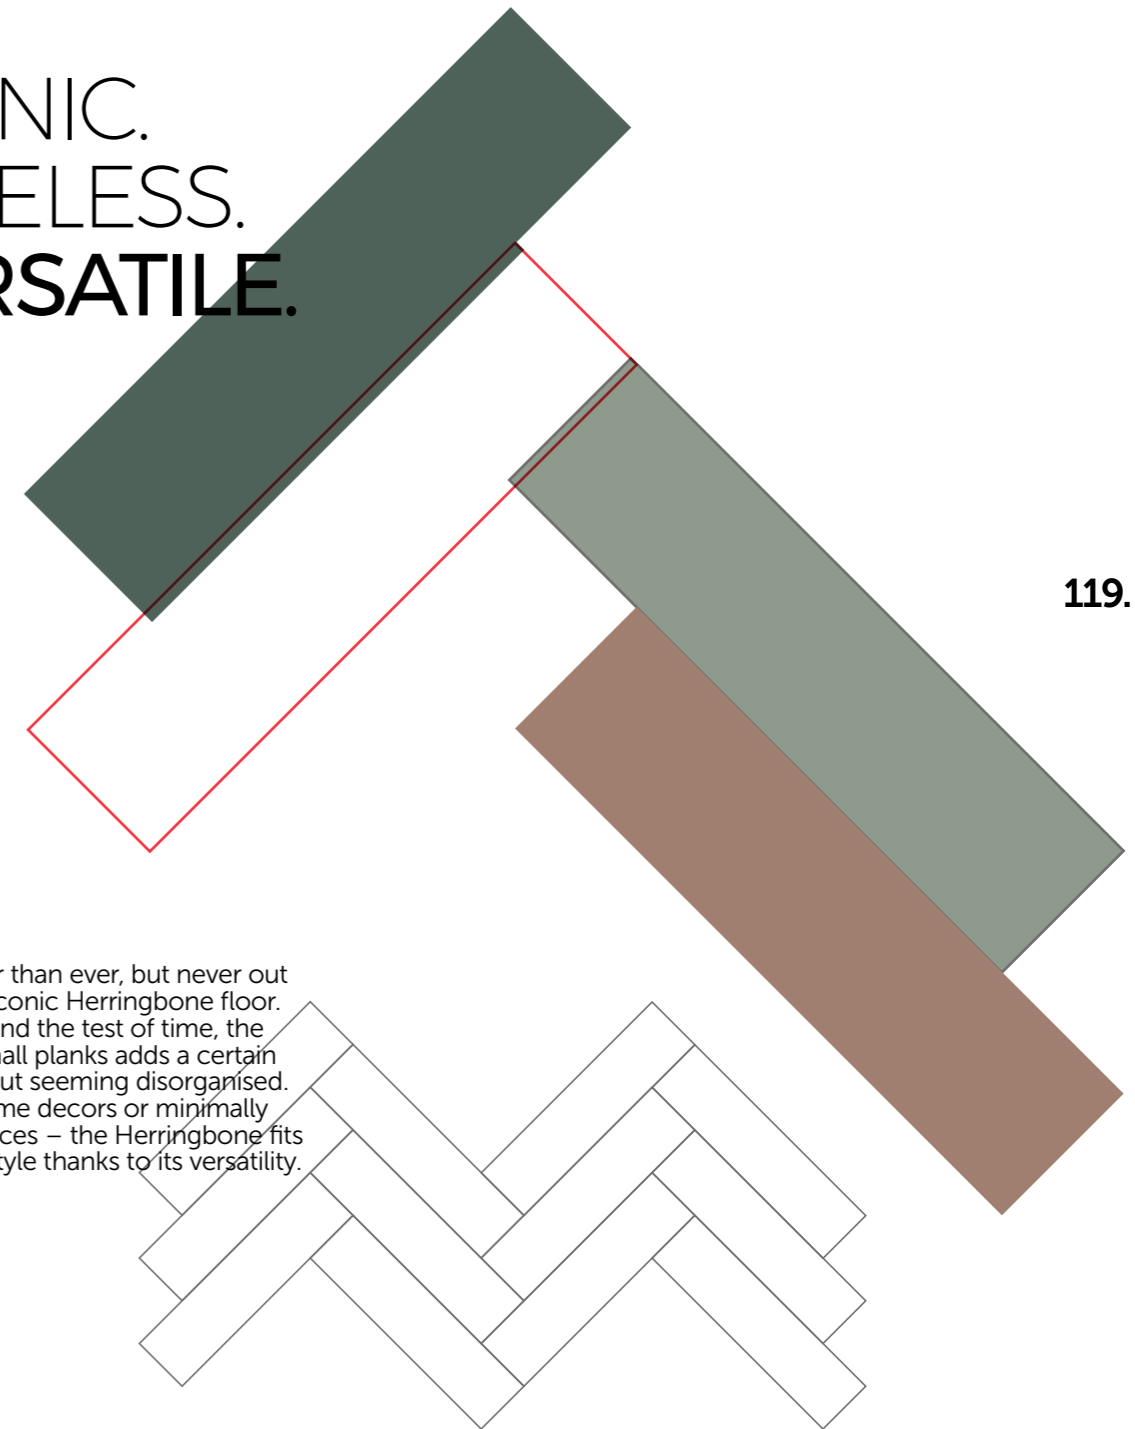 NIC.
ELESS.
RSATILE.
119.
r than ever, but never out
conic Herringbone floor.
nd the test of time, the
all planks adds a certain
ut seeming disorganised.
me decors or minimally
ces – the Herringbone fits
tyle thanks to its versatility.